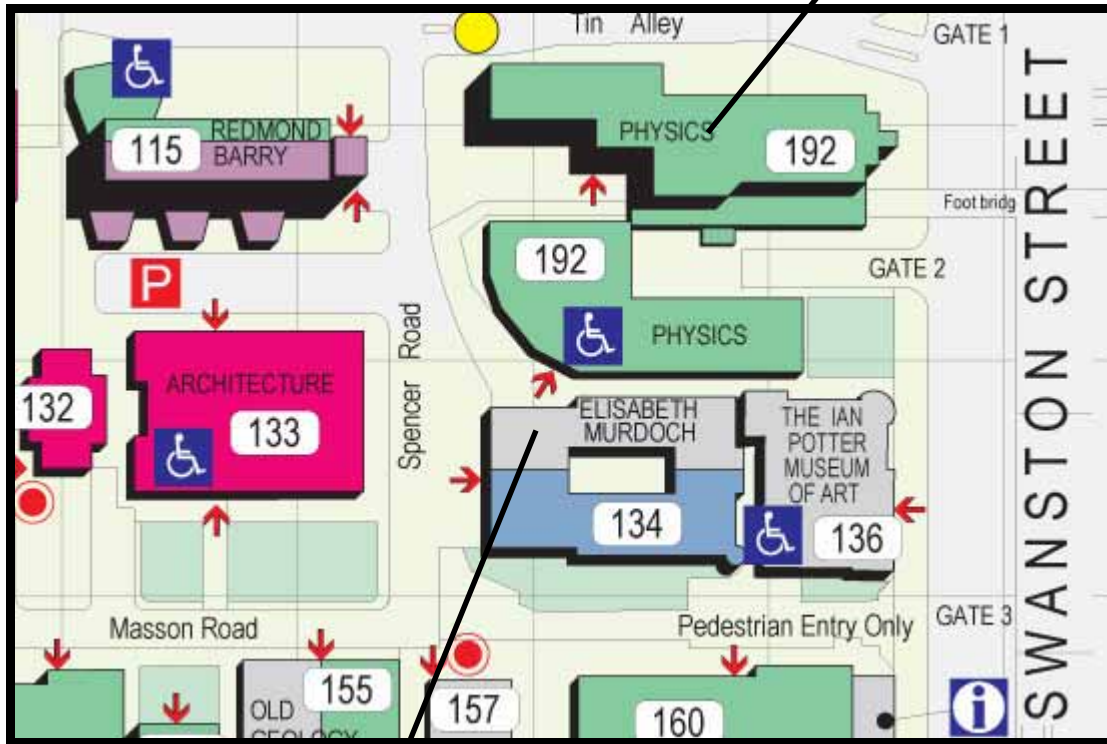 Tin Alley
GATE 1
REDMOND
BARRY
115
PHYSICS
192
Foot bridg
192
GATE 2
P
PHYSICS
Spencer Road
SWANSTON STREET
ARCHITECTURE
132
133
ELISABETH
MURDOCH
THE IAN
POTTER
MUSEUM
OF ART
134
136
Masson Road
Pedestrian Entry Only
GATE 3
155
OLD
GEOLOGY
157
160
i